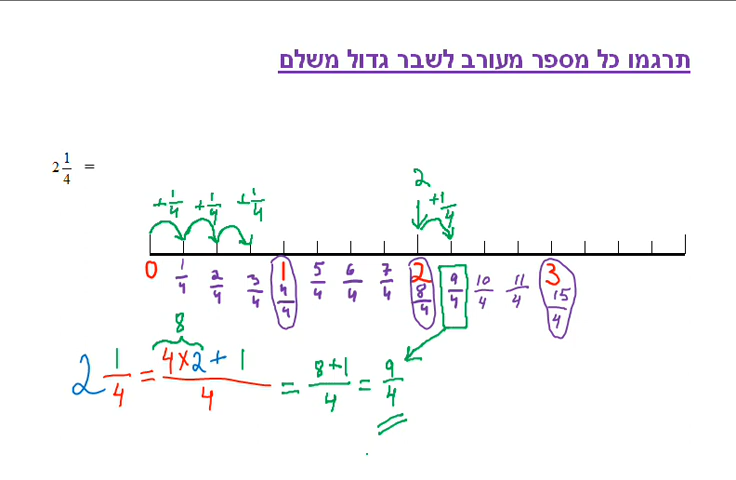 תרגמו כל מספר מעורב לשבר גדול משלם
2 1/4 =
+1/4 +1/4 +1/4 2 +1/4
0 1/4 2/4 3/4 1 4/4 5/4 6/4 7/4 2 8/4 9/4 10/4 11/4 3 15/4
8
2 1/4 = (4x2+1)/4 = (8+1)/4 = 9/4